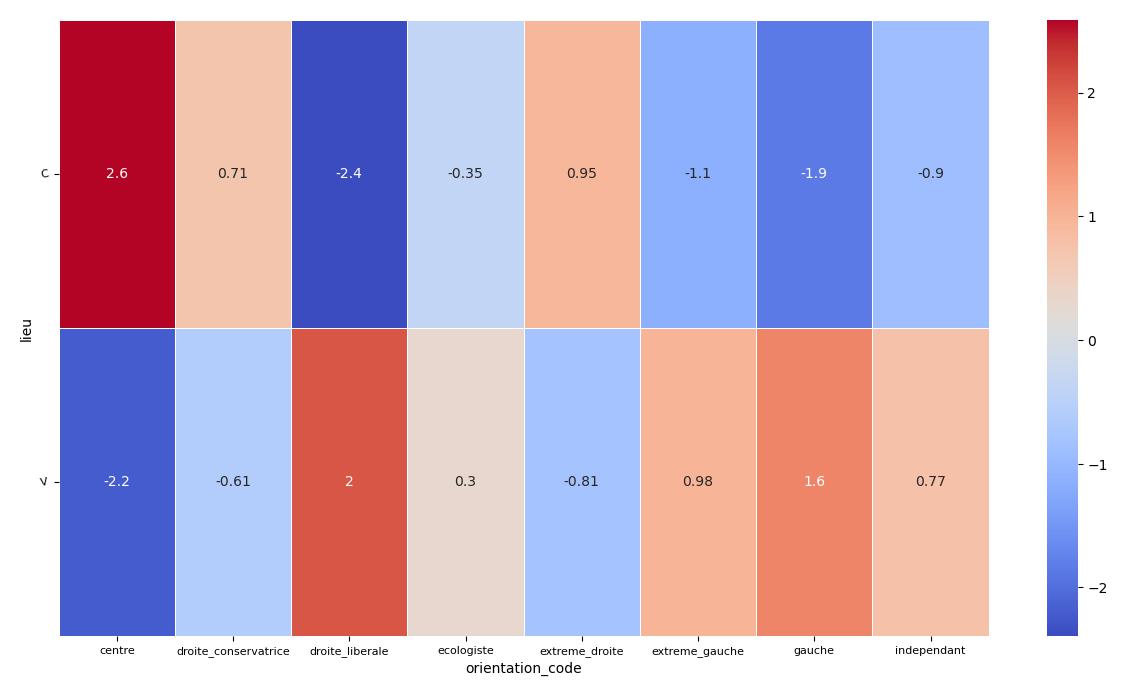 2.6 0.71 -2.4 -0.35 0.95 -1.1 -1.9 -0.9
-2.2 -0.61 2 0.3 -0.81 0.98 1.6 0.77
c
v
lieu
centre droite_conservatrice droite_liberale ecologiste extreme_droite extreme_gauche gauche independant
orientation_code
2
1
0
−1
−2